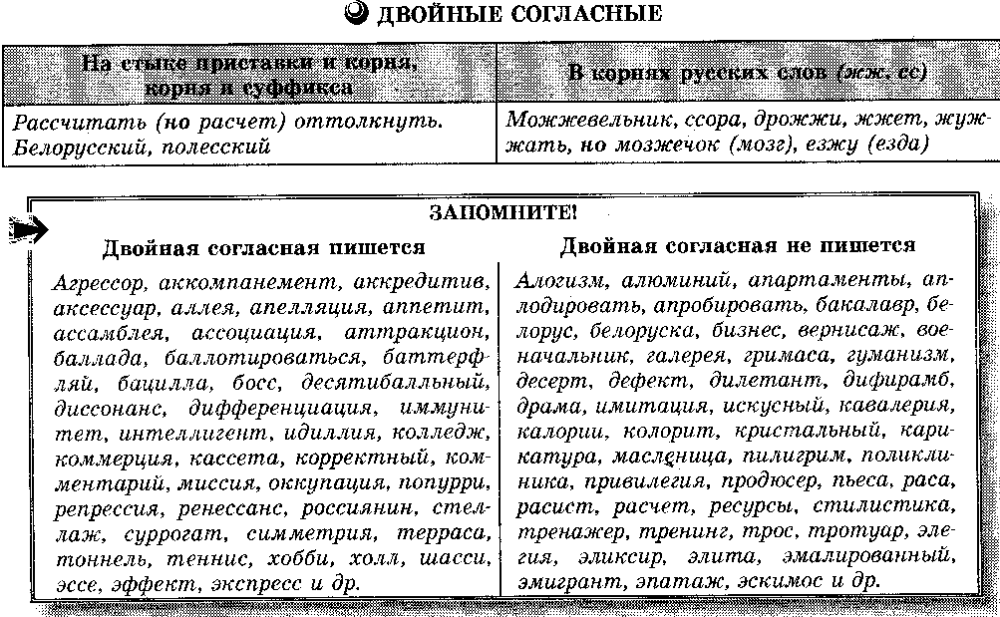 ДВОЙНЫЕ СОГЛАСНЫЕ
На стыке приставки и корня,
корня и суффикса
В корнях русских слов (жж, сс)
Рассчитать (но расчет) оттолкнуть.
Белорусский, полесский
Можжевельник, ссора, дрожжи, жжет, жуж-
жать, но мозжечок (мозг), езжу (езда)
ЗАПОМНИТЕ!
Двойная согласная пишется
Агрессор, аккомпанемент, аккредитив,
аксессуар, аллея, апелляция, аппетит,
ассамблея, ассоциация, аттракцион,
баллада, баллотироваться, баттерф-
ляй, бацилла, босс, десятибалльный,
диссонанс, дифференциация, иммуни-
тет, интеллигент, идиллия, колледж,
коммерция, кассета, корректный, ком-
ментарий, миссия, оккупация, попурри,
репрессия, ренессанс, россиянин, стел-
лаж, суррогат, симметрия, терраса,
тоннель, теннис, хобби, холл, шасси,
эссе, эффект, экспресс и др.
Двойная согласная не пишется
Алогизм, алюминий, апартаменты, ап-
лодировать, апробировать, бакалавр, бе-
лорус, белоруска, бизнес, вернисаж, вое-
начальник, галерея, гримаса, гуманизм,
десерт, дефект, дилетант, дифирамб,
драма, имитация, искусный, кавалерия,
калории, колорит, кристальный, кари-
катура, масленица, пилигрим, поликли-
ника, привилегия, продюсер, пьеса, раса,
расист, расчет, ресурсы, стилистика,
тренажер, тренинг, трос, тротуар, эле-
гия, эликсир, элита, эмалированный,
эмигрант, эпатаж, эскимос и др.